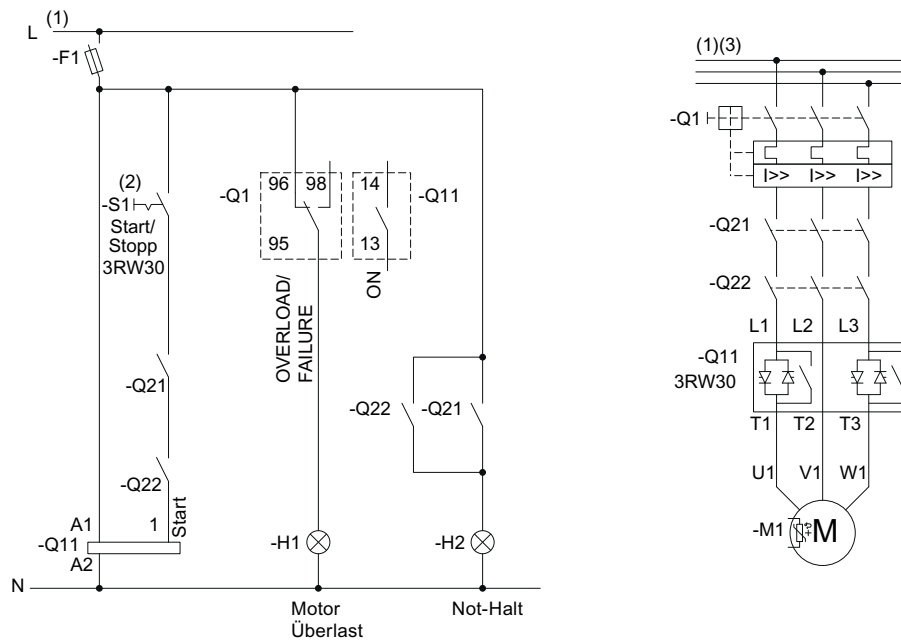 L (1)
-F1
(2)
-S1
Start/
Stopp
3RW30
-Q21
-Q22
A1 1
Start
-Q11
A2
N
-Q1
96 98
95
OVERLOAD/
FAILURE
14
13
-Q11
ON
-H1
Motor
Überlast
-Q22 -Q21
-H2
Not-Halt
(1)(3)
-Q1
I>> I>> I>>
-Q21
-Q22
L1 L2 L3
-Q11
3RW30
T1 T2 T3
U1 V1 W1
-M1
M